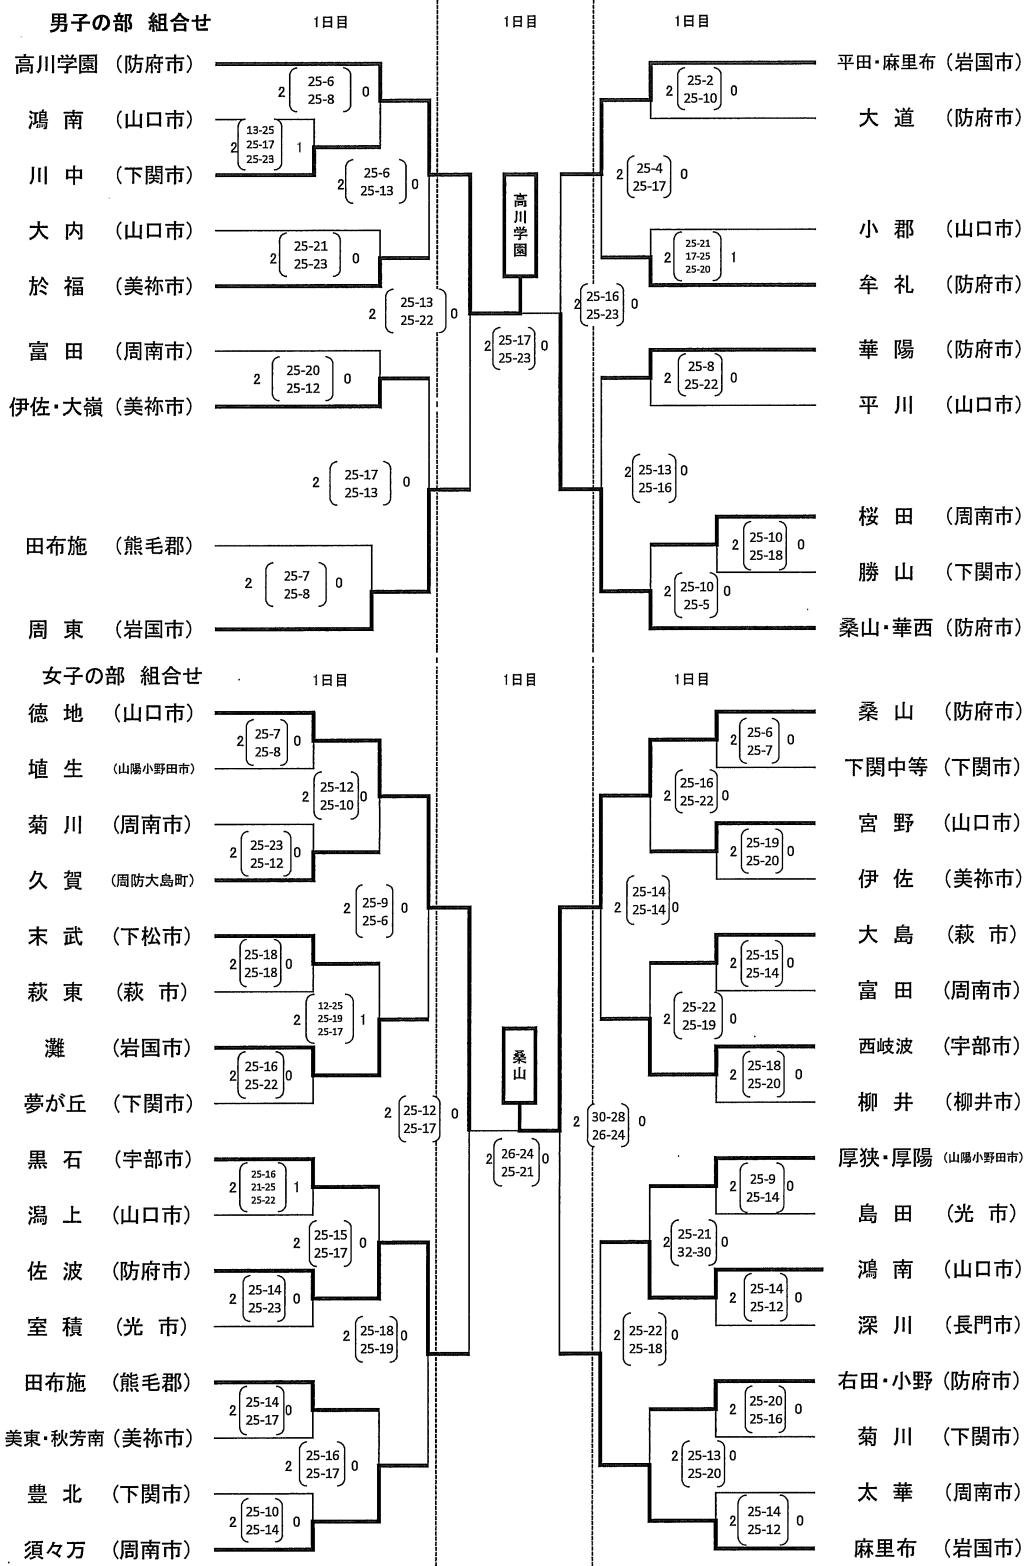 男子の部 組合せ 1日目 1日目 1日目
高川学園 (防府市)
2 25-6 0
25-8
鴻 南 (山口市)
13-25
2 25-17 1
25-23
川 中 (下関市)
2 25-6 0
25-13
大 内 (山口市)
2 25-21 0
25-23
於 福 (美祢市)
2 25-13 0
25-22
富 田 (周南市)
2 25-20 0
25-12
伊佐・大嶺 (美祢市)
2 25-17 0
25-13
田布施 (熊毛郡)
2 25-7 0
25-8
周 東 (岩国市)
高川学園
2 25-17 0
25-23
平田・麻里布 (岩国市)
2 25-2 0
25-10
大 道 (防府市)
2 25-4 0
25-17
小 郡 (山口市)
25-21
2 17-25 1
25-20
牟 礼 (防府市)
2 25-16 0
25-23
華 陽 (防府市)
2 25-8 0
25-22
平 川 (山口市)
2 25-13 0
25-16
桜 田 (周南市)
2 25-10 0
25-18
勝 山 (下関市)
2 25-10 0
25-5
桑山・華西 (防府市)
女子の部 組合せ 1日目 1日目 1日目
徳 地 (山口市)
2 25-7 0
25-8
埴 生 (山陽小野田市)
2 25-12 0
25-10
菊 川 (周南市)
2 25-23 0
25-12
久 賀 (周防大島町)
2 25-9 0
25-6
末 武 (下松市)
2 25-18 0
25-18
萩 東 (萩 市)
12-25
2 25-19 1
25-17
灘 (岩国市)
2 25-16 0
25-22
夢が丘 (下関市)
2 25-12 0
25-17
黒 石 (宇部市)
25-16
2 21-25 1
25-22
潟 上 (山口市)
2 25-15 0
25-17
佐 波 (防府市)
2 25-14 0
25-23
室 積 (光 市)
2 25-18 0
25-19
田布施 (熊毛郡)
2 25-14 0
25-17
美東・秋芳南 (美祢市)
2 25-16 0
25-17
豊 北 (下関市)
2 25-10 0
25-14
須々万 (周南市)
桑山
2 26-24 0
25-21
桑 山 (防府市)
2 25-6 0
25-7
下関中等 (下関市)
2 25-16 0
25-22
宮 野 (山口市)
2 25-19 0
25-20
伊 佐 (美祢市)
2 25-14 0
25-14
大 島 (萩 市)
2 25-15 0
25-14
富 田 (周南市)
2 25-22 0
25-19
西岐波 (宇部市)
2 25-18 0
25-20
柳 井 (柳井市)
2 30-28 0
26-24
厚狭・厚陽 (山陽小野田市)
2 25-9 0
25-14
島 田 (光 市)
2 25-21 0
32-30
鴻 南 (山口市)
2 25-14 0
25-12
深 川 (長門市)
2 25-22 0
25-18
右田・小野 (防府市)
2 25-20 0
25-16
菊 川 (下関市)
2 25-13 0
25-20
太 華 (周南市)
2 25-14 0
25-12
麻里布 (岩国市)